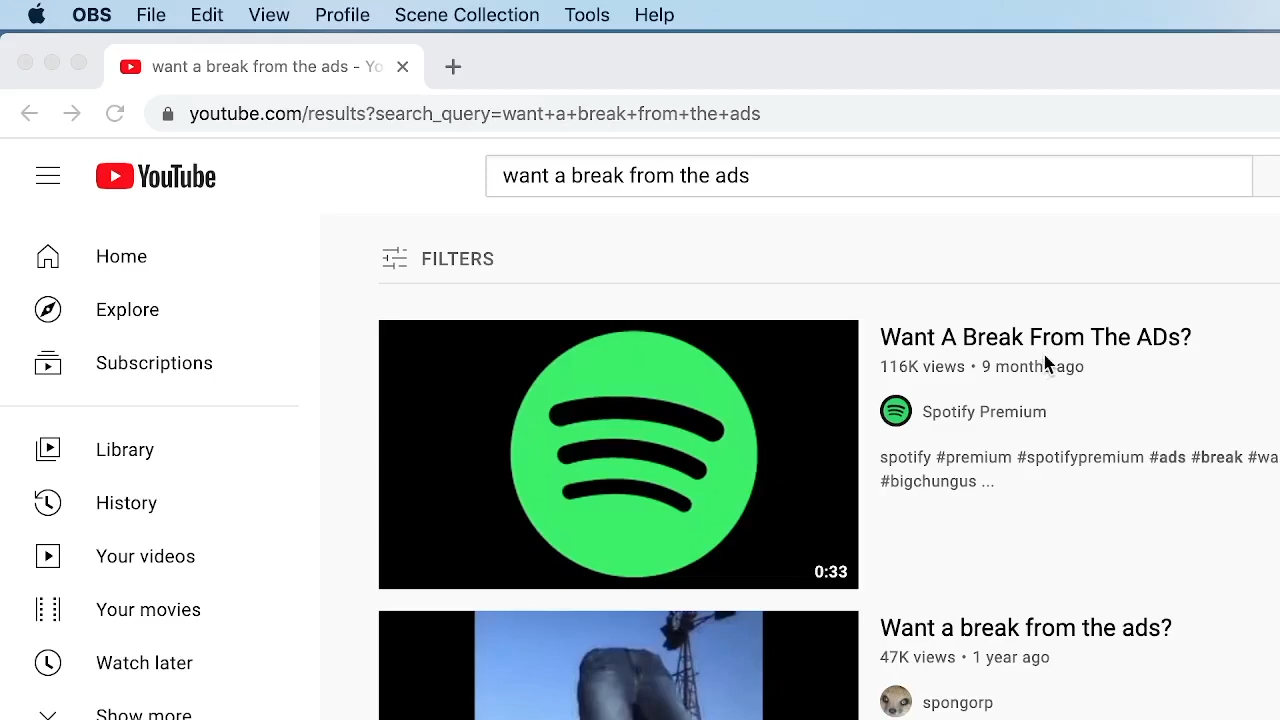 OBS File Edit View Profile Scene Collection Tools Help
want a break from the ads - Yo
youtube.com/results?search_query=want+a+break+from+the+ads
YouTube
want a break from the ads
Home
Explore
Subscriptions
Library
History
Your videos
Your movies
Watch later
Show more
FILTERS
0:33
Want A Break From The ADs?
116K views • 9 months ago
Spotify Premium
spotify #premium #spotifypremium #ads #break #wa
#bigchungus ...
Want a break from the ads?
47K views • 1 year ago
spongorp